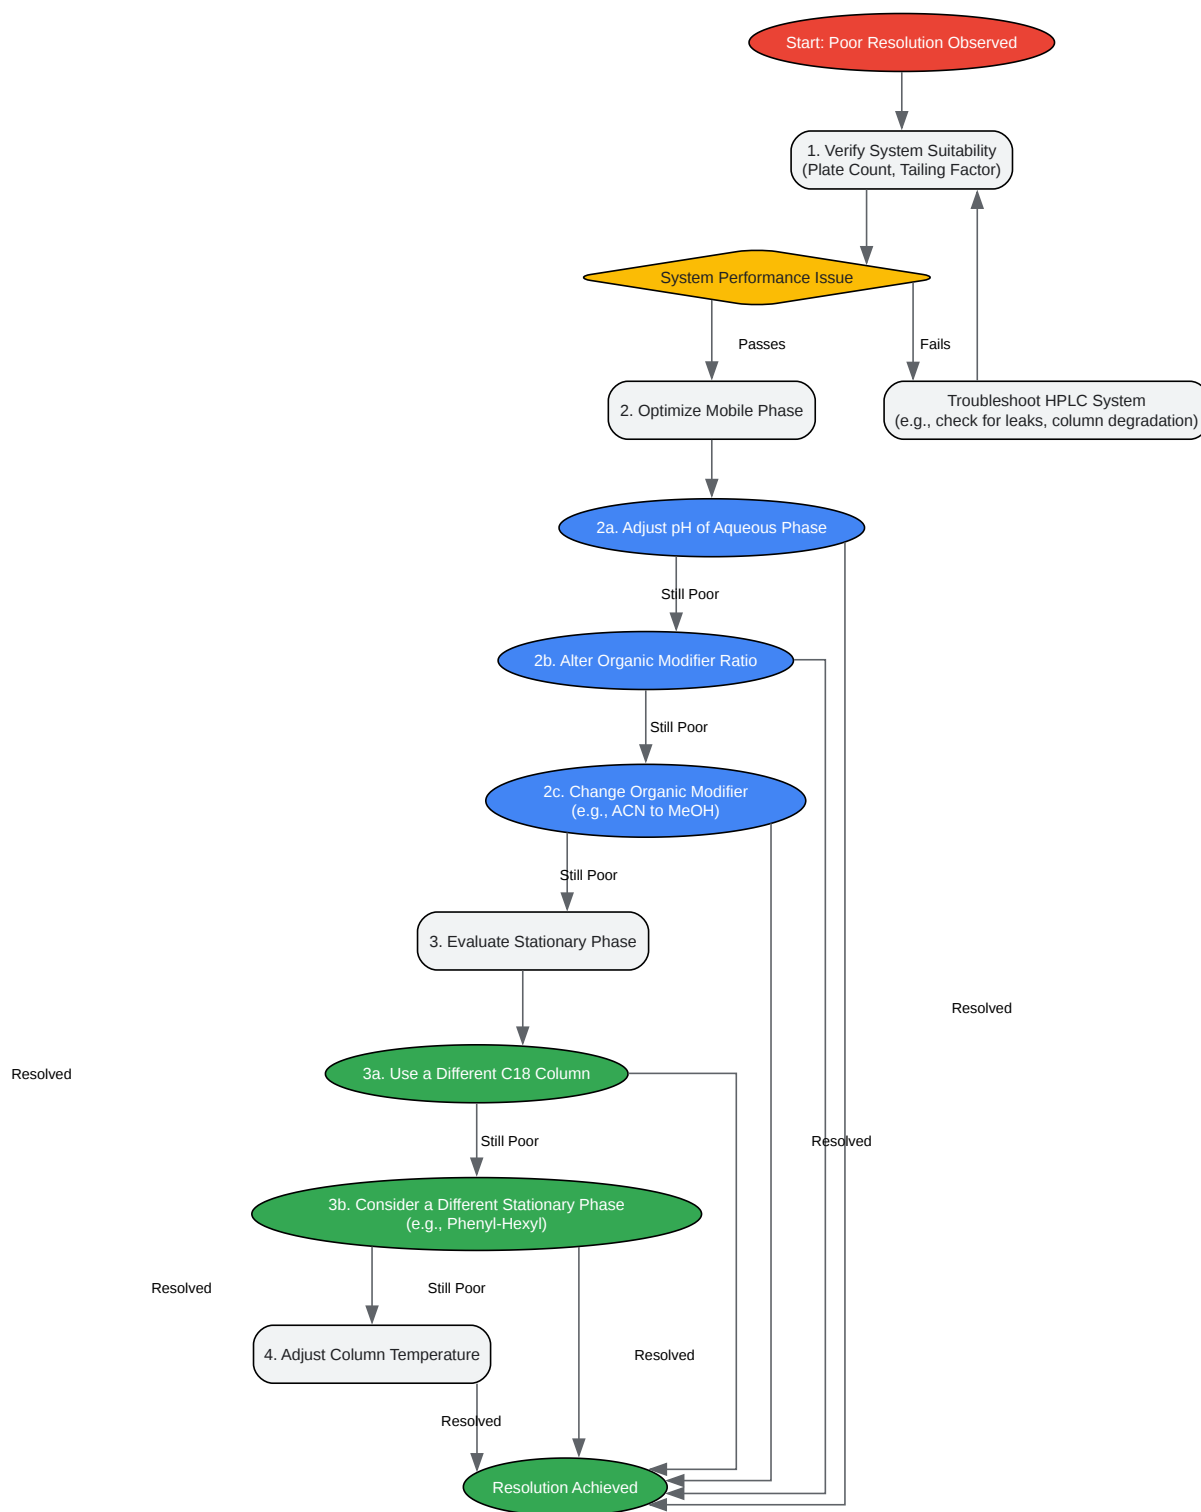 Start: Poor Resolution Observed
1. Verify System Suitability
(Plate Count, Tailing Factor)
System Performance Issue
Passes
Fails
2. Optimize Mobile Phase
Troubleshoot HPLC System
(e.g., check for leaks, column degradation)
2a. Adjust pH of Aqueous Phase
Still Poor
2b. Alter Organic Modifier Ratio
Still Poor
2c. Change Organic Modifier
(e.g., ACN to MeOH)
Still Poor
3. Evaluate Stationary Phase
Resolved
Resolved
3a. Use a Different C18 Column
Still Poor
Resolved
3b. Consider a Different Stationary Phase
(e.g., Phenyl-Hexyl)
Resolved
Still Poor
4. Adjust Column Temperature
Resolved
Resolved
Resolution Achieved